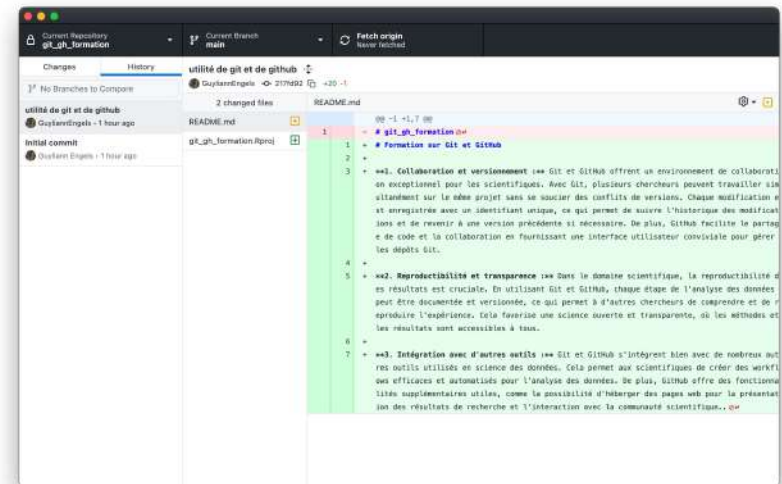 Current Repository
git_gh_formation
Current Branch
main
Fetch origin
Never fetched
Changes
History
No Branches to Compare
utilité de git et de github
GuyliannEngels • 1 hour ago
Initial commit
Guyliann Engels • 1 hour ago
utilité de git et de github
GuyliannEngels 217fd92 +20 -1
2 changed files
README.md
git_gh_formation.Rproj
README.md
@@ -1 +1,7 @@
1 - # git_gh_formation
1 + # Formation sur Git et GitHub
2 +
3 + **1. Collaboration et versionnement :** Git et GitHub offrent un environnement de collaborati
on exceptionnel pour les scientifiques. Avec Git, plusieurs chercheurs peuvent travailler sim
ultanément sur le même projet sans se soucier des conflits de versions. Chaque modification e
st enregistrée avec un identifiant unique, ce qui permet de suivre l'historique des modificat
ions et de revenir à une version précédente si nécessaire. De plus, GitHub facilite le partag
e de code et la collaboration en fournissant une interface utilisateur conviviale pour gérer
les dépôts Git.
4 +
5 + **2. Reproductibilité et transparence :** Dans le domaine scientifique, la reproductibilité d
es résultats est cruciale. En utilisant Git et GitHub, chaque étape de l'analyse des données
peut être documentée et versionnée, ce qui permet à d'autres chercheurs de comprendre et de r
eproduire l'expérience. Cela favorise une science ouverte et transparente, où les méthodes et
les résultats sont accessibles à tous.
6 +
7 + **3. Intégration avec d'autres outils :** Git et GitHub s'intègrent bien avec de nombreux aut
res outils utilisés en science des données. Cela permet aux scientifiques de créer des workfl
ows efficaces et automatisés pour l'analyse des données. De plus, GitHub offre des fonctionna
lités supplémentaires utiles, comme la possibilité d'héberger des pages web pour la présentat
ion des résultats de recherche et l'interaction avec la communauté scientifique..